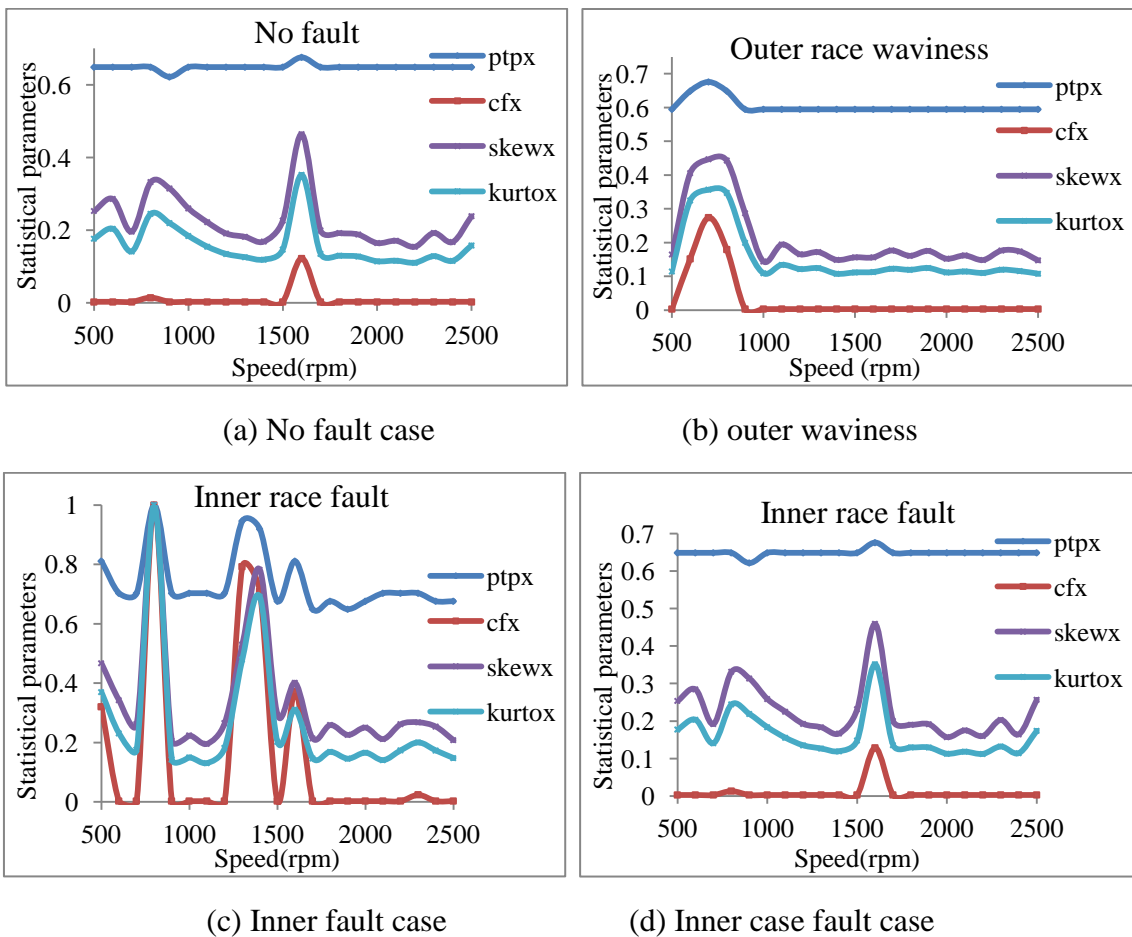 No fault
Statistical parameters
0.6
0.4
0.2
0
500 1000 1500 2000 2500
Speed(rpm)
ptpx
cfx
skewx
kurtox
(a) No fault case
Outer race waviness
Statistical parameters
0.7
0.6
0.5
0.4
0.3
0.2
0.1
0
500 1000 1500 2000 2500
Speed (rpm)
ptpx
cfx
skewx
kurtox
(b) outer waviness
Inner race fault
Statistical parameters
1
0.8
0.6
0.4
0.2
0
500 1000 1500 2000 2500
Speed(rpm)
ptpx
cfx
skewx
kurtox
(c) Inner fault case
Inner race fault
Statistical parameters
0.7
0.6
0.5
0.4
0.3
0.2
0.1
0
500 1000 1500 2000 2500
Speed(rpm)
ptpx
cfx
skewx
kurtox
(d) Inner case fault case